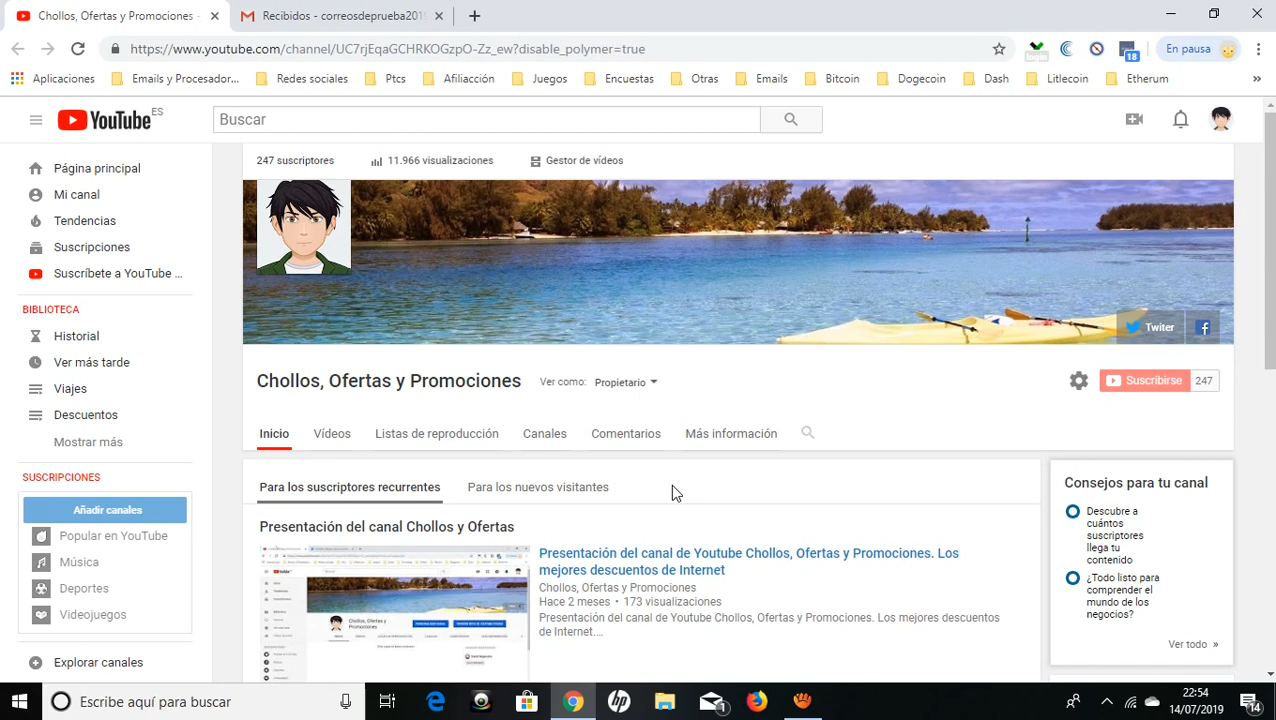 Chollos, Ofertas y Promociones -
Recibidos - correosdeprueba201
https://www.youtube.com/channel/UC7rjEqaGCHRKOGzpO-Zz_ew?disable_polymer=true
18
En pausa
Aplicaciones
Emails y Procesador...
Redes sociales
Ptcs
Afiliacción
Juegos
Encuestas
Emails
Bitcoin
Dogecoin
Dash
Litlecoin
Etherum
»
YouTube ES
Buscar
247 suscriptores
11.966 visualizaciones
Gestor de vídeos
Página principal
Mi canal
Tendencias
Suscripciones
Suscríbete a YouTube ...
BIBLIOTECA
Historial
Ver más tarde
Viajes
Descuentos
Mostrar más
SUSCRIPCIONES
Añadir canales
Popular en YouTube
Música
Deportes
Videojuegos
Explorar canales
Twiter
Chollos, Ofertas y Promociones
Ver como: Propietario
Suscribirse 247
Inicio
Vídeos
Listas de reproducción
Canales
Comentarios
Más información
Para los suscriptores recurrentes
Para los nuevos visitantes
Presentación del canal Chollos y Ofertas
Presentación del canal de Youtube Chollos, Ofertas y Promociones. Los
mejores descuentos de Internet
Chollos, Ofertas y Promociones
Hace 2 meses • 173 visualizaciones
Presentación del canal de Youtube Chollos, Ofertas y Promociones. Los mejores descuentos
de Internet...
Chollos, Ofertas y
Promociones
Consejos para tu canal
Descubre a
cuántos
suscriptores
llega tu
contenido
¿Todo listo para
comprender el
mundo de los
negocios?
Ver todo »
Escribe aquí para buscar
1
22:54
14/07/2019
14